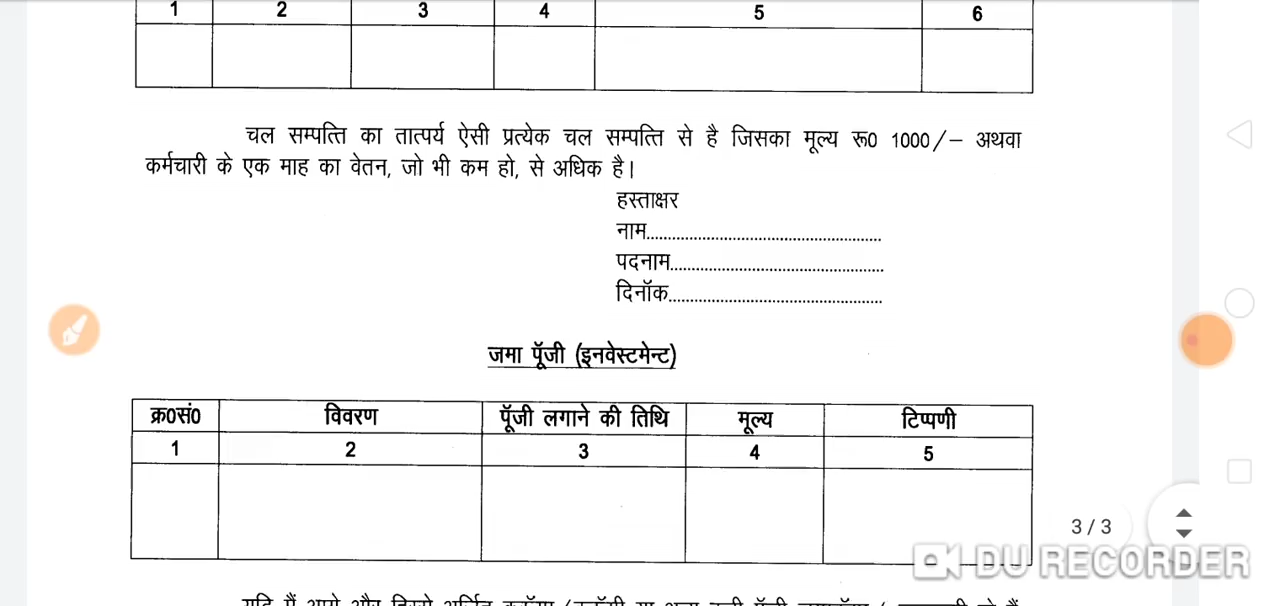 1 2 3 4 5 6
चल सम्पत्ति का तात्पर्य ऐसी प्रत्येक चल सम्पत्ति से है जिसका मूल्य रू0 1000/– अथवा
कर्मचारी के एक माह का वेतन, जो भी कम हो, से अधिक है।
हस्ताक्षर
नाम......................................................
पदनाम.................................................
दिनॉक.................................................
जमा पूॅजी (इनवेस्टमेन्ट)
क्र0सं0 विवरण पूॅजी लगाने की तिथि मूल्य टिप्पणी
1 2 3 4 5
3 / 3
DU RECORDER